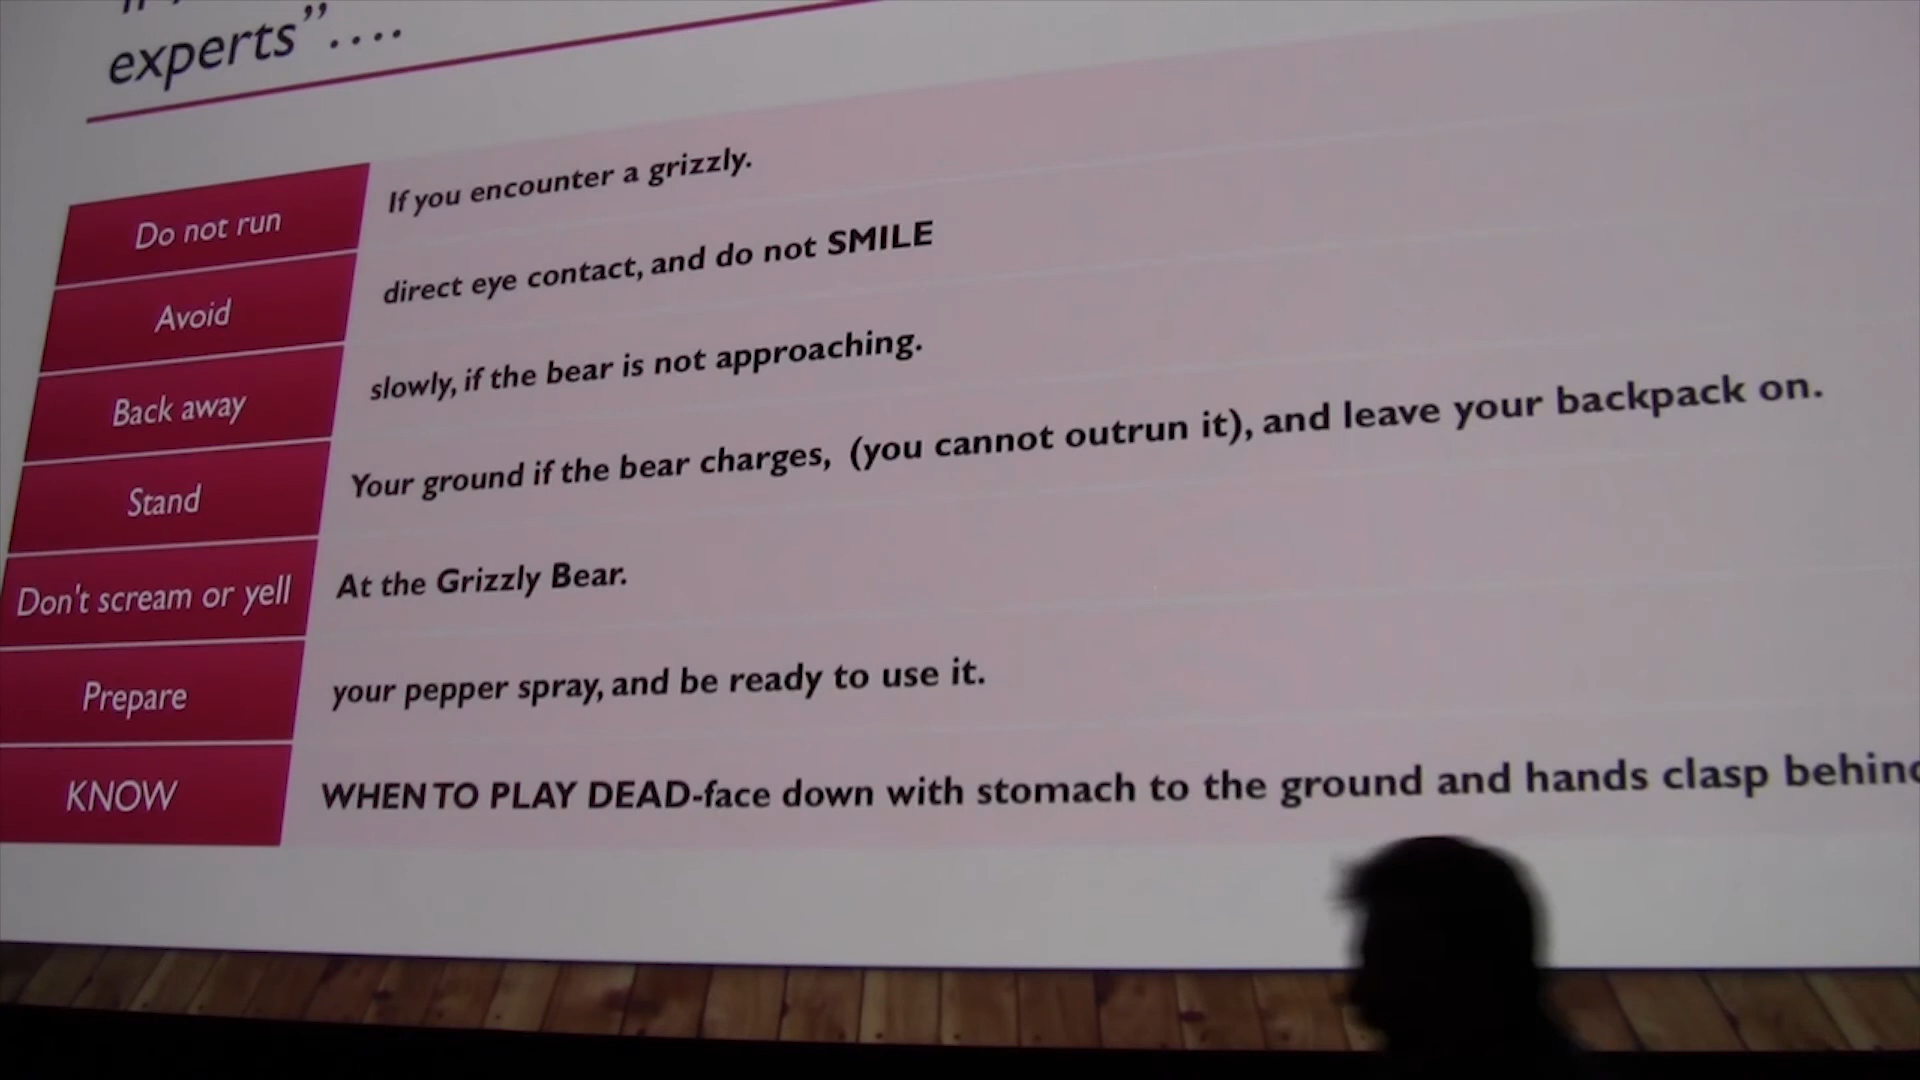 experts”....
Do not run If you encounter a grizzly.
Avoid direct eye contact, and do not SMILE
Back away slowly, if the bear is not approaching.
Stand Your ground if the bear charges, (you cannot outrun it), and leave your backpack on.
Don't scream or yell At the Grizzly Bear.
Prepare your pepper spray, and be ready to use it.
KNOW WHEN TO PLAY DEAD-face down with stomach to the ground and hands clasp behind